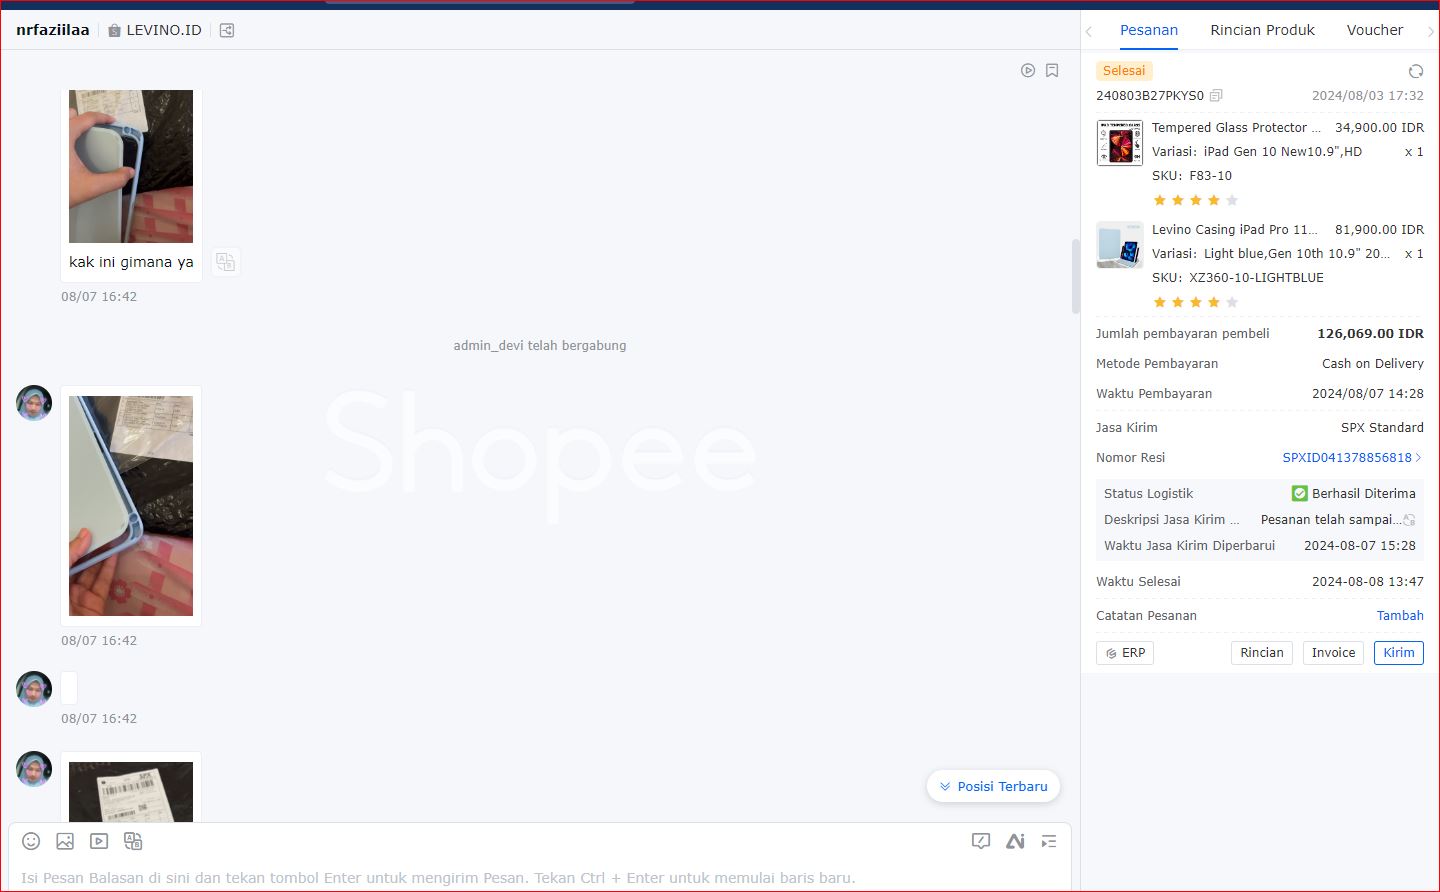 nrfaziilaa
LEVINO.ID
kak ini gimana ya
08/07 16:42
admin_devi telah bergabung
Shopee
08/07 16:42
08/07 16:42
SPX
Posisi Terbaru
Isi Pesan Balasan di sini dan tekan tombol Enter untuk mengirim Pesan. Tekan Ctrl + Enter untuk memulai baris baru.
Pesanan Rincian Produk Voucher
Selesai
240803B27PKYS0 2024/08/03 17:32
Tempered Glass Protector ... 34,900.00 IDR
Variasi: iPad Gen 10 New10.9",HD x 1
SKU: F83-10
Levino Casing iPad Pro 11... 81,900.00 IDR
Variasi: Light blue,Gen 10th 10.9" 20... x 1
SKU: XZ360-10-LIGHTBLUE
Jumlah pembayaran pembeli 126,069.00 IDR
Metode Pembayaran Cash on Delivery
Waktu Pembayaran 2024/08/07 14:28
Jasa Kirim SPX Standard
Nomor Resi SPXID041378856818
Status Logistik Berhasil Diterima
Deskripsi Jasa Kirim ... Pesanan telah sampai...
Waktu Jasa Kirim Diperbarui 2024-08-07 15:28
Waktu Selesai 2024-08-08 13:47
Catatan Pesanan Tambah
ERP Rincian Invoice Kirim